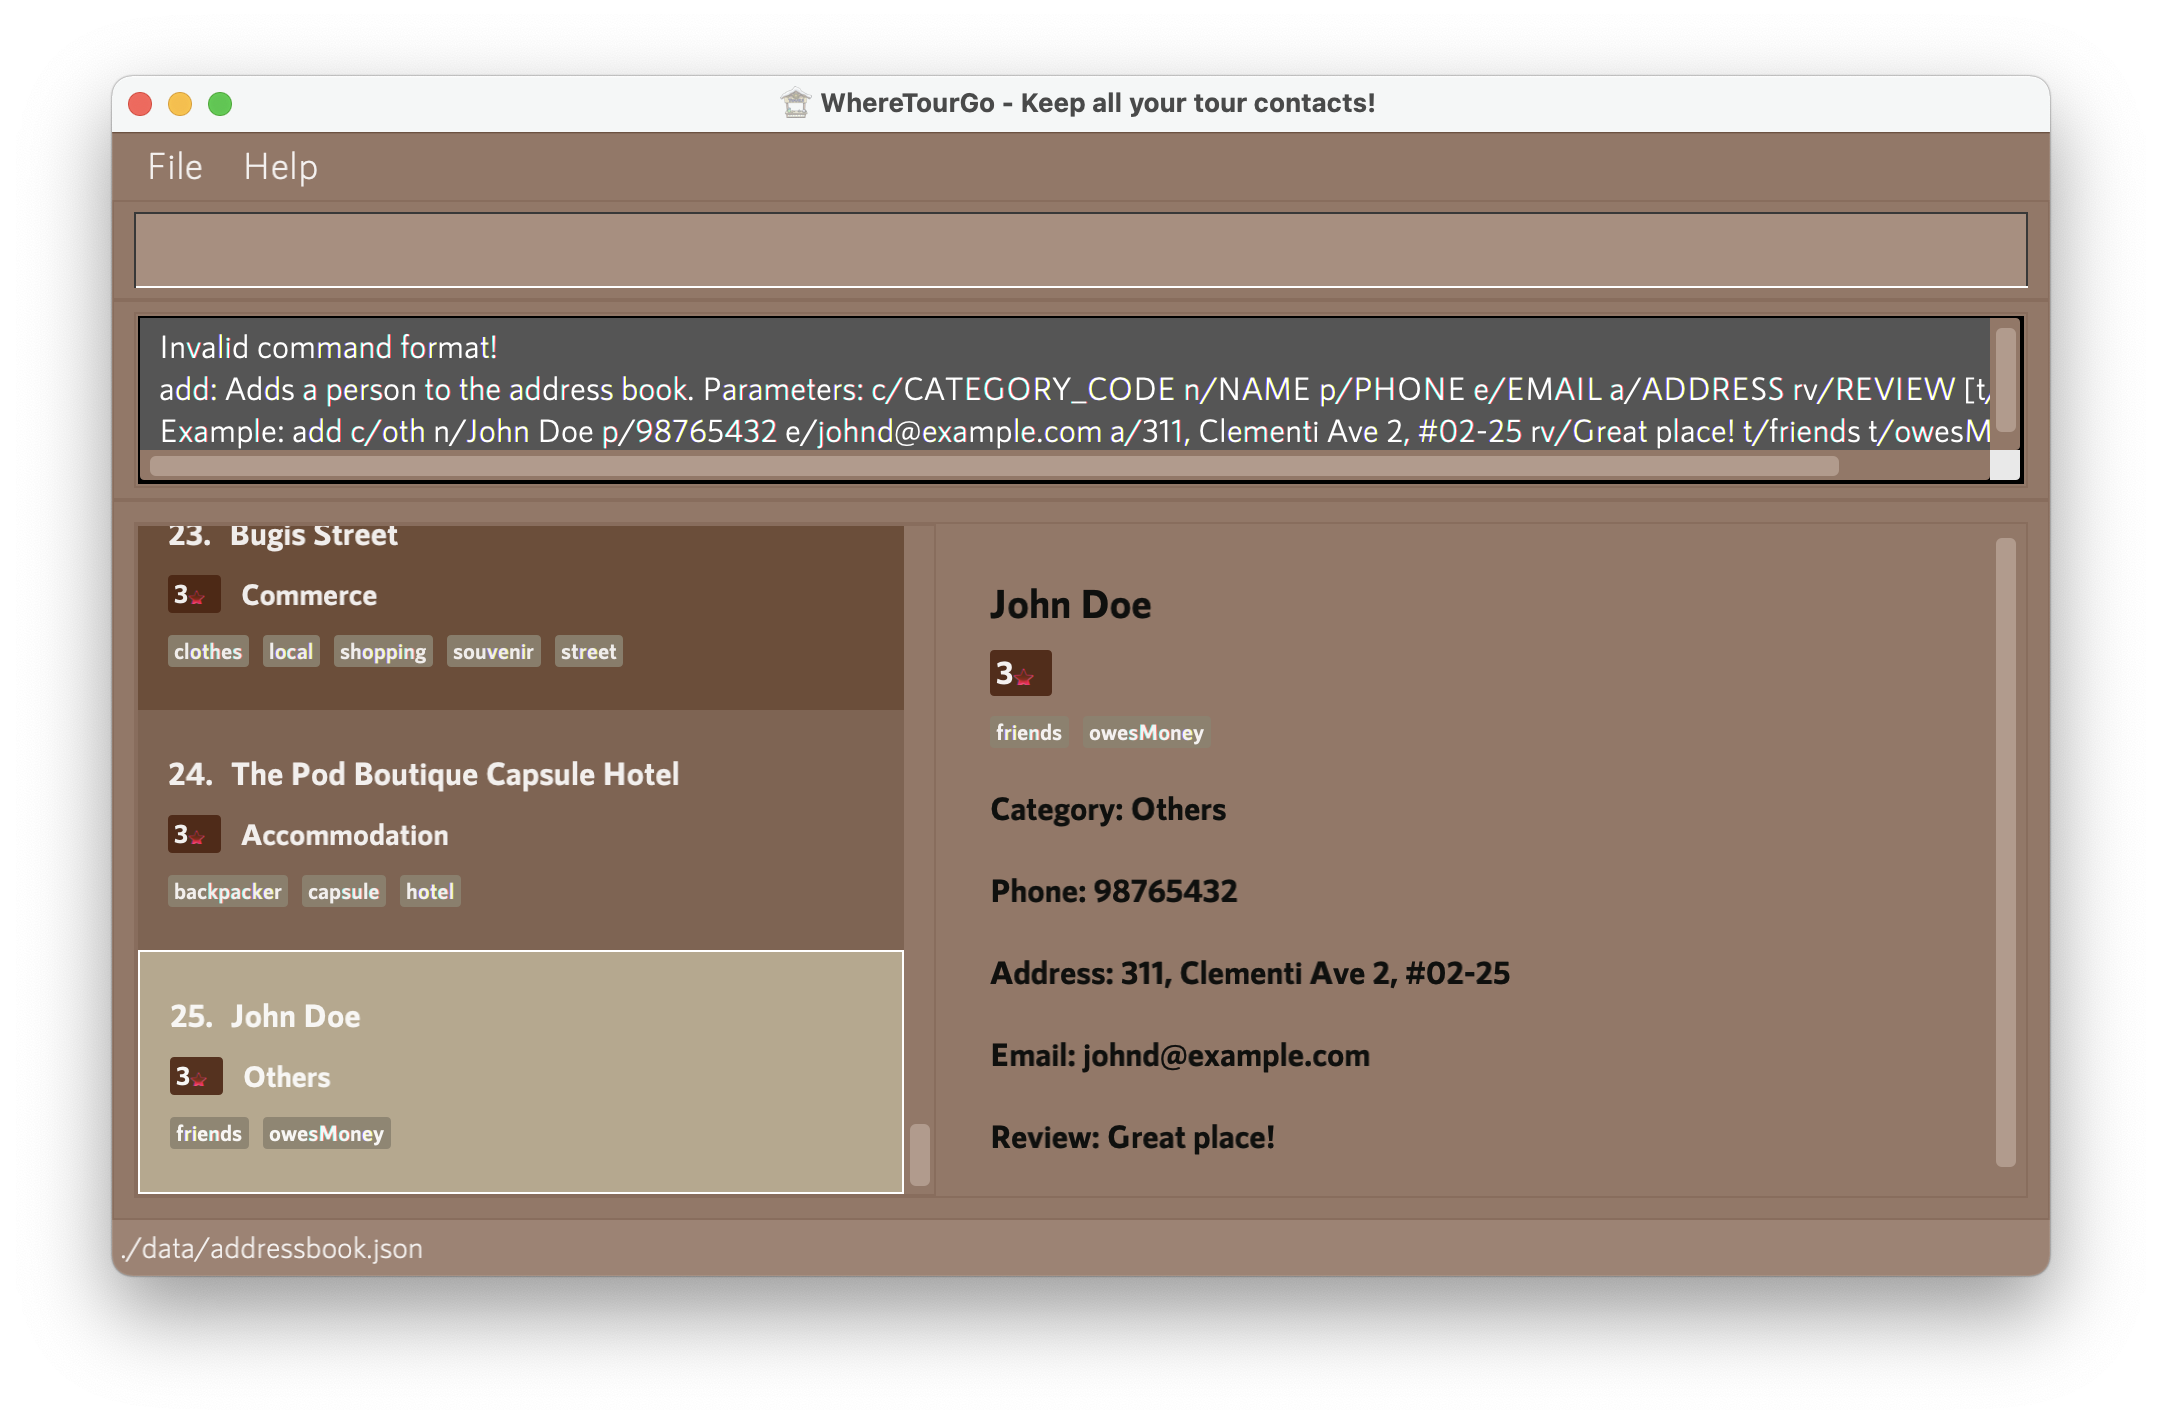 WhereTourGo - Keep all your tour contacts!
File Help
Invalid command format!
add: Adds a person to the address book. Parameters: c/CATEGORY_CODE n/NAME p/PHONE e/EMAIL a/ADDRESS rv/REVIEW [t/
Example: add c/oth n/John Doe p/98765432 e/johnd@example.com a/311, Clementi Ave 2, #02-25 rv/Great place! t/friends t/owesM
23. Bugis Street
3 Commerce
clothes local shopping souvenir street
24. The Pod Boutique Capsule Hotel
3 Accommodation
backpacker capsule hotel
25. John Doe
3 Others
friends owesMoney
John Doe
3
friends owesMoney
Category: Others
Phone: 98765432
Address: 311, Clementi Ave 2, #02-25
Email: johnd@example.com
Review: Great place!
./data/addressbook.json